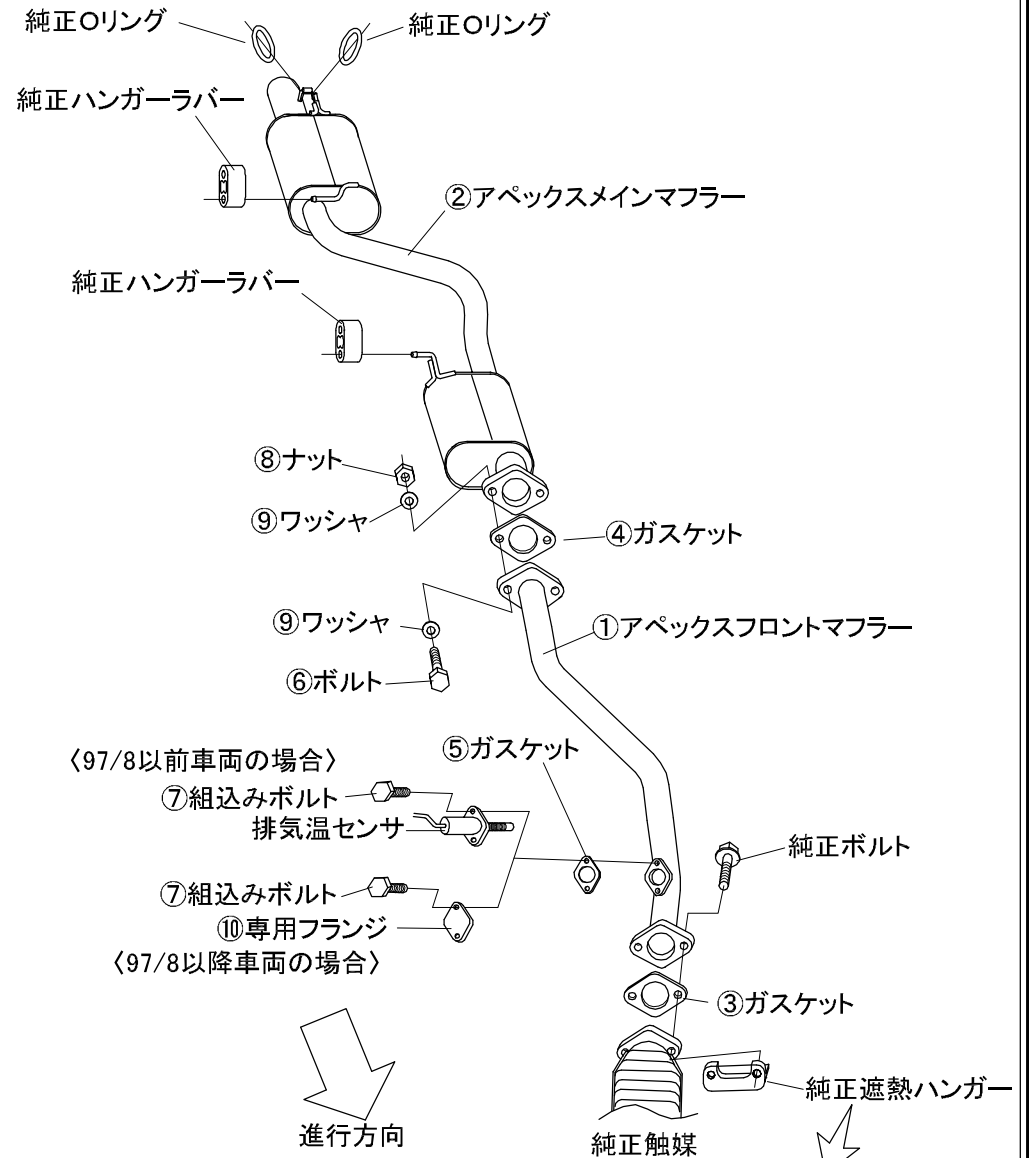 純正Oリング
純正Oリング
純正ハンガーラバー
②アペックスメインマフラー
純正ハンガーラバー
⑧ナット
⑨ワッシャ
④ガスケット
⑨ワッシャ
①アペックスフロントマフラー
⑥ボルト
⑤ガスケット
〈97/8以前車両の場合〉
⑦組込みボルト
排気温センサ
純正ボルト
⑦組込みボルト
⑩専用フランジ
〈97/8以降車両の場合〉
③ガスケット
純正遮熱ハンガー
進行方向
純正触媒